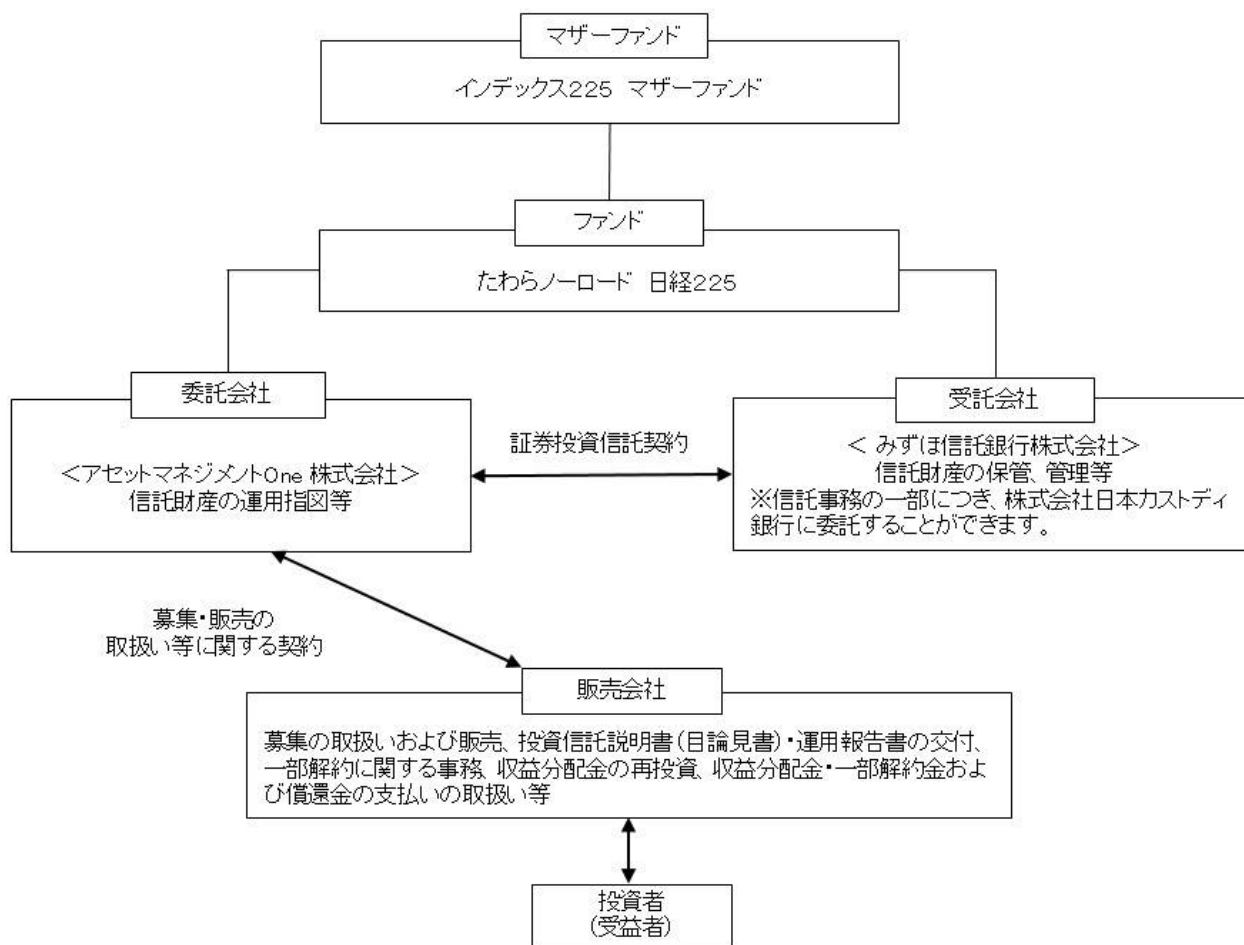 マザーファンド
インデックス225 マザーファンド
ファンド
たわらノーロード 日経225
委託会社
<アセットマネジメントOne 株式会社>
信託財産の運用指図等
証券投資信託契約
受託会社
< みずほ信託銀行株式会社>
信託財産の保管、管理等
※信託事務の一部につき、株式会社日本カストディ
銀行に委託することができます。
募集・販売の
取扱い等に関する契約
販売会社
募集の取扱いおよび販売、投資信託説明書(目論見書)・運用報告書の交付、
一部解約に関する事務、収益分配金の再投資、収益分配金・一部解約金およ
び償還金の支払いの取扱い等
投資者
(受益者)